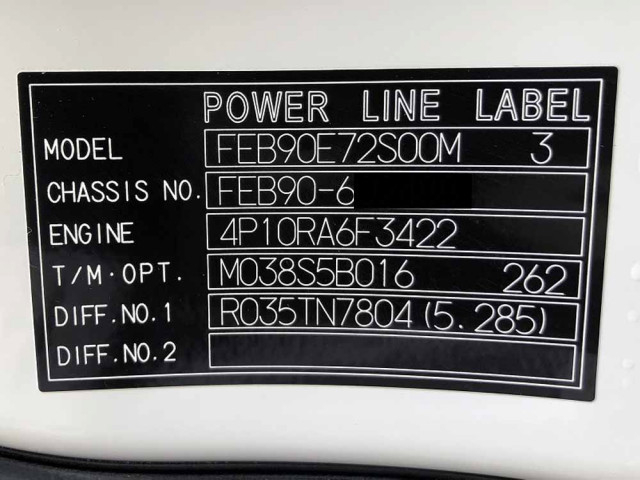 POWER LINE LABEL
MODEL FEB90E72S00M 3
CHASSIS NO. FEB90-6
ENGINE 4P10RA6F3422
T/M·OPT. M038S5B016 262
DIFF.NO.1 R035TN7804(5.285)
DIFF.NO.2